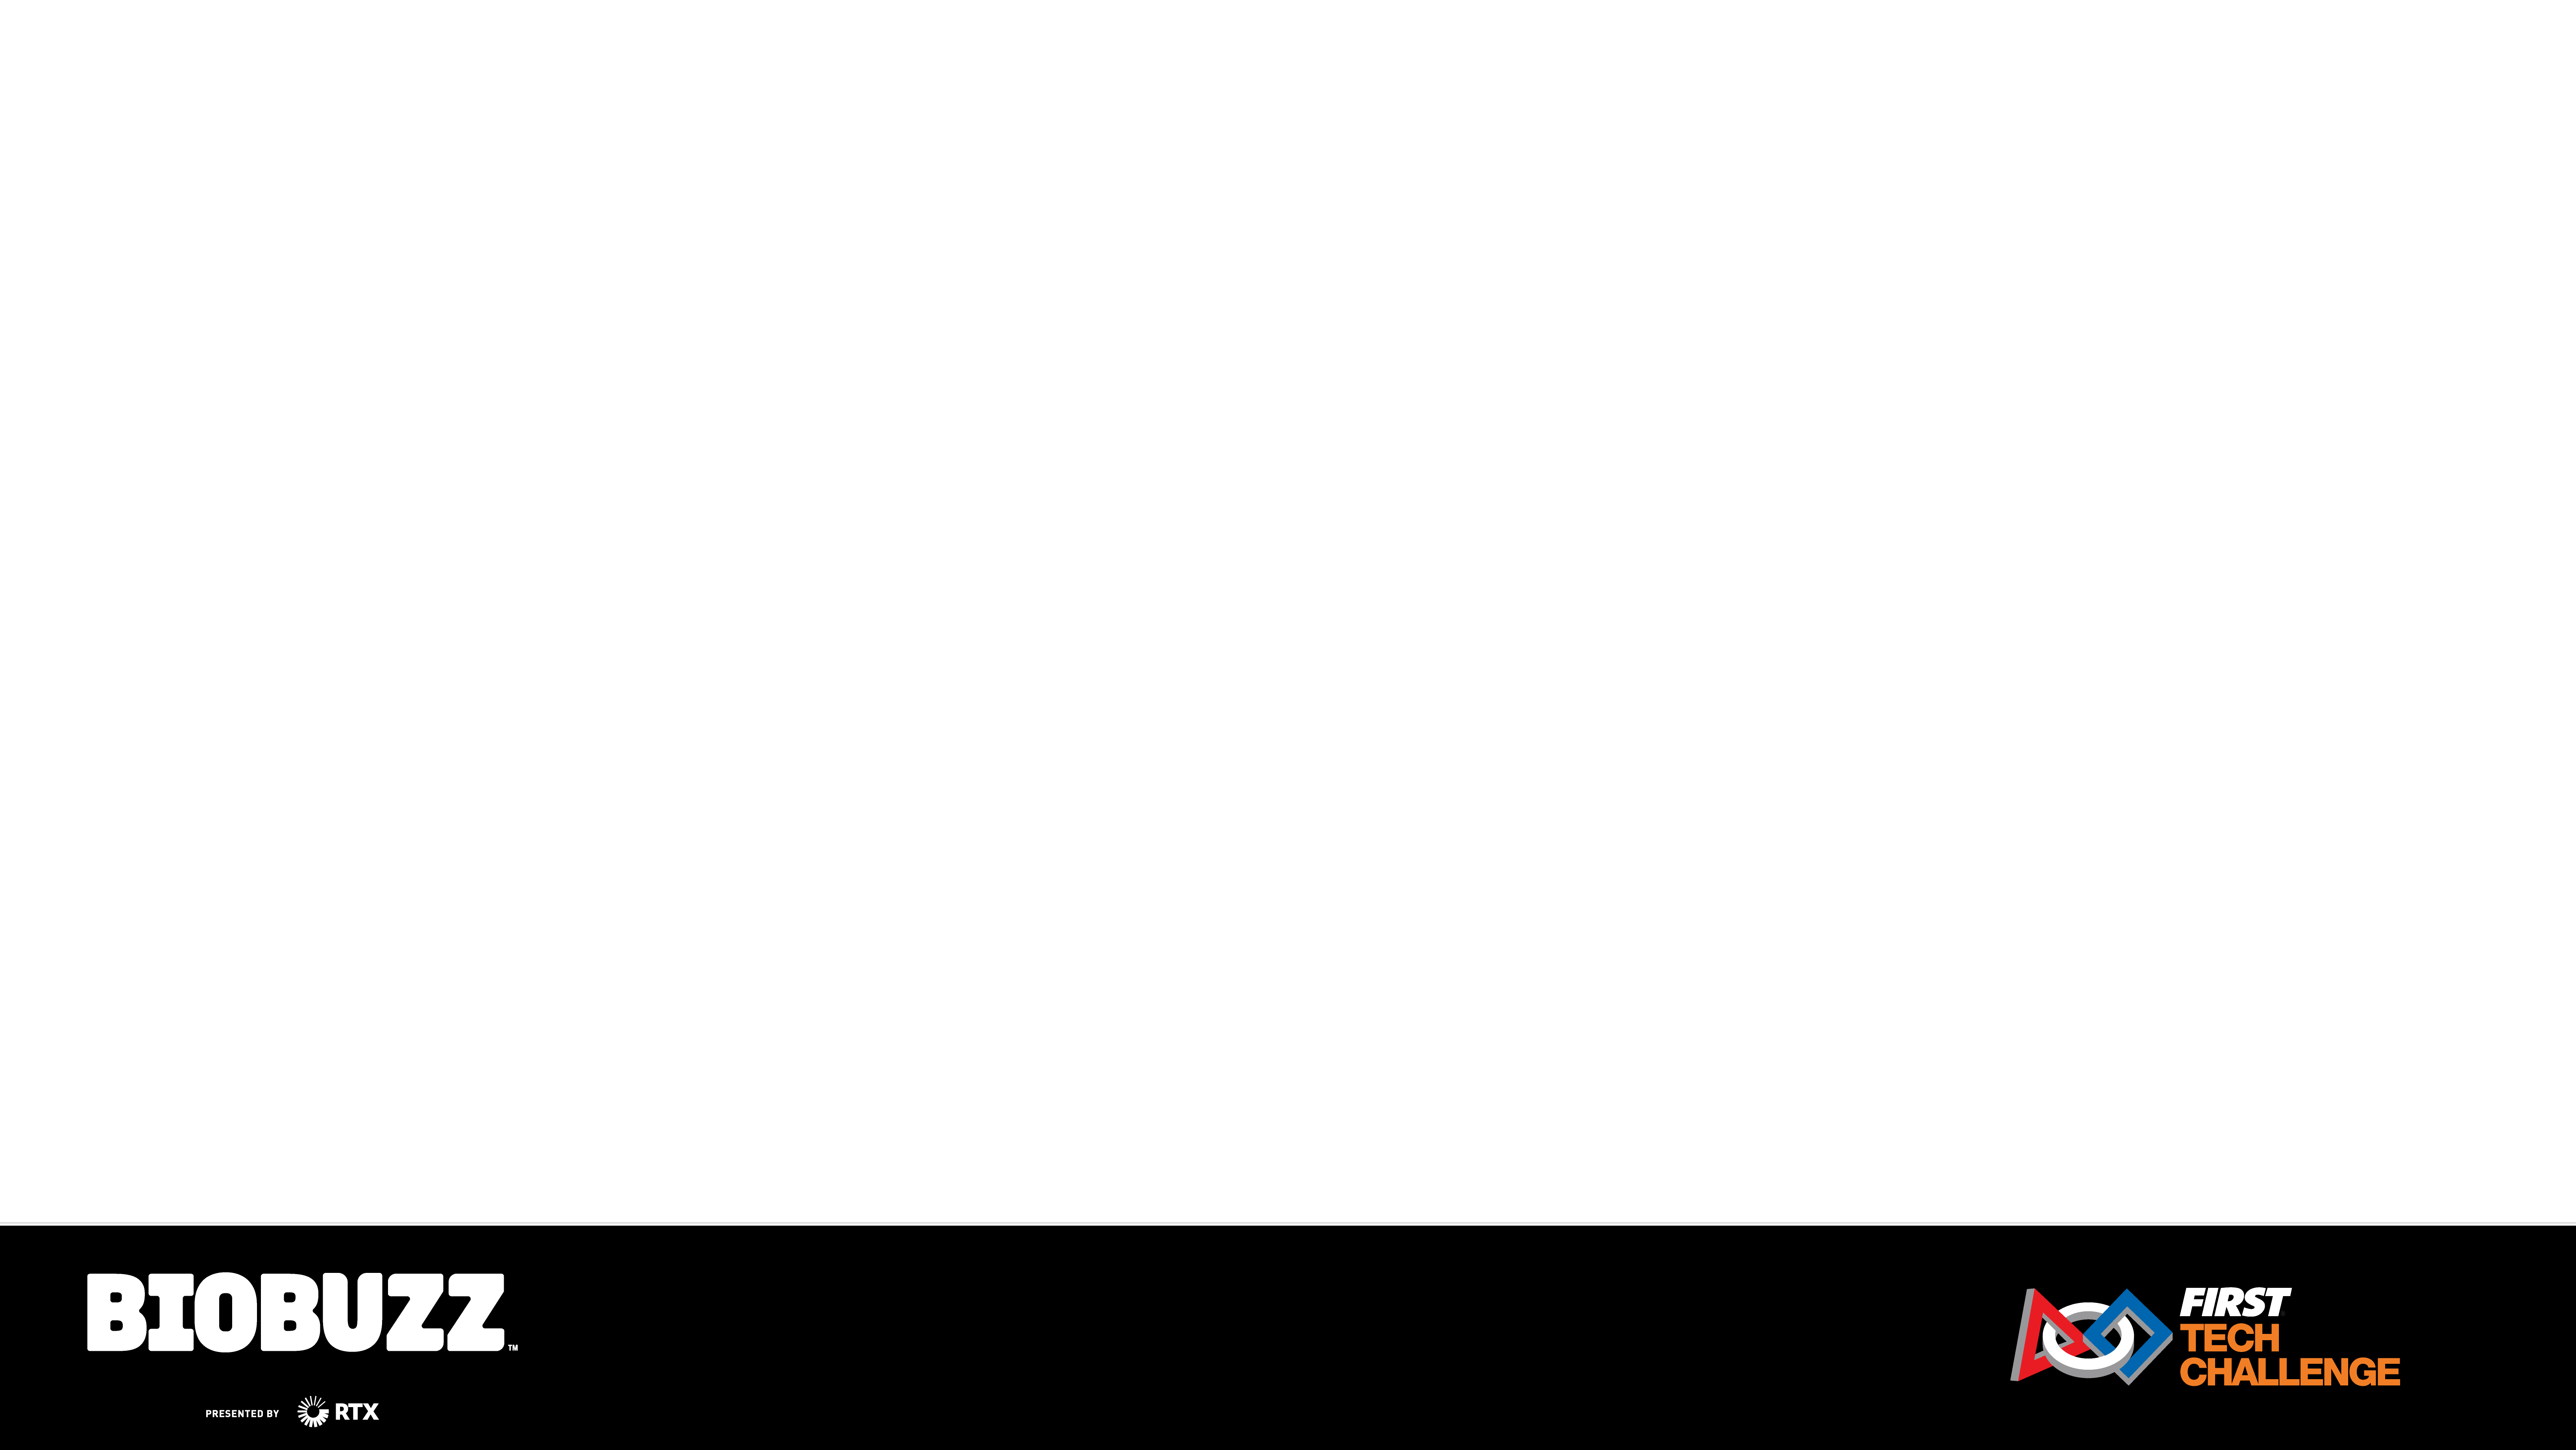 BIOBUZZ™
PRESENTED BY RTX
FIRST
TECH
CHALLENGE